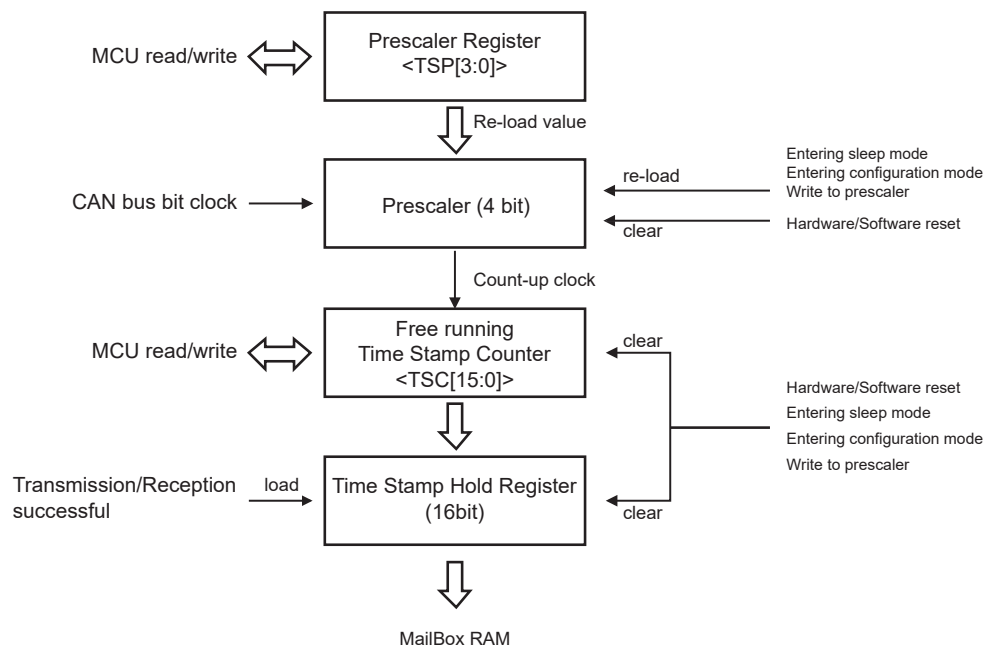 Prescaler Register
<TSP[3:0]>
MCU read/write
Re-load value
Entering sleep mode
Entering configuration mode
Write to prescaler
re-load
CAN bus bit clock
Prescaler (4 bit)
Hardware/Software reset
clear
Count-up clock
Free running
Time Stamp Counter
<TSC[15:0]>
MCU read/write
clear
Hardware/Software reset
Entering sleep mode
Entering configuration mode
Write to prescaler
Transmission/Reception
successful
load
Time Stamp Hold Register
(16bit)
clear
MailBox RAM